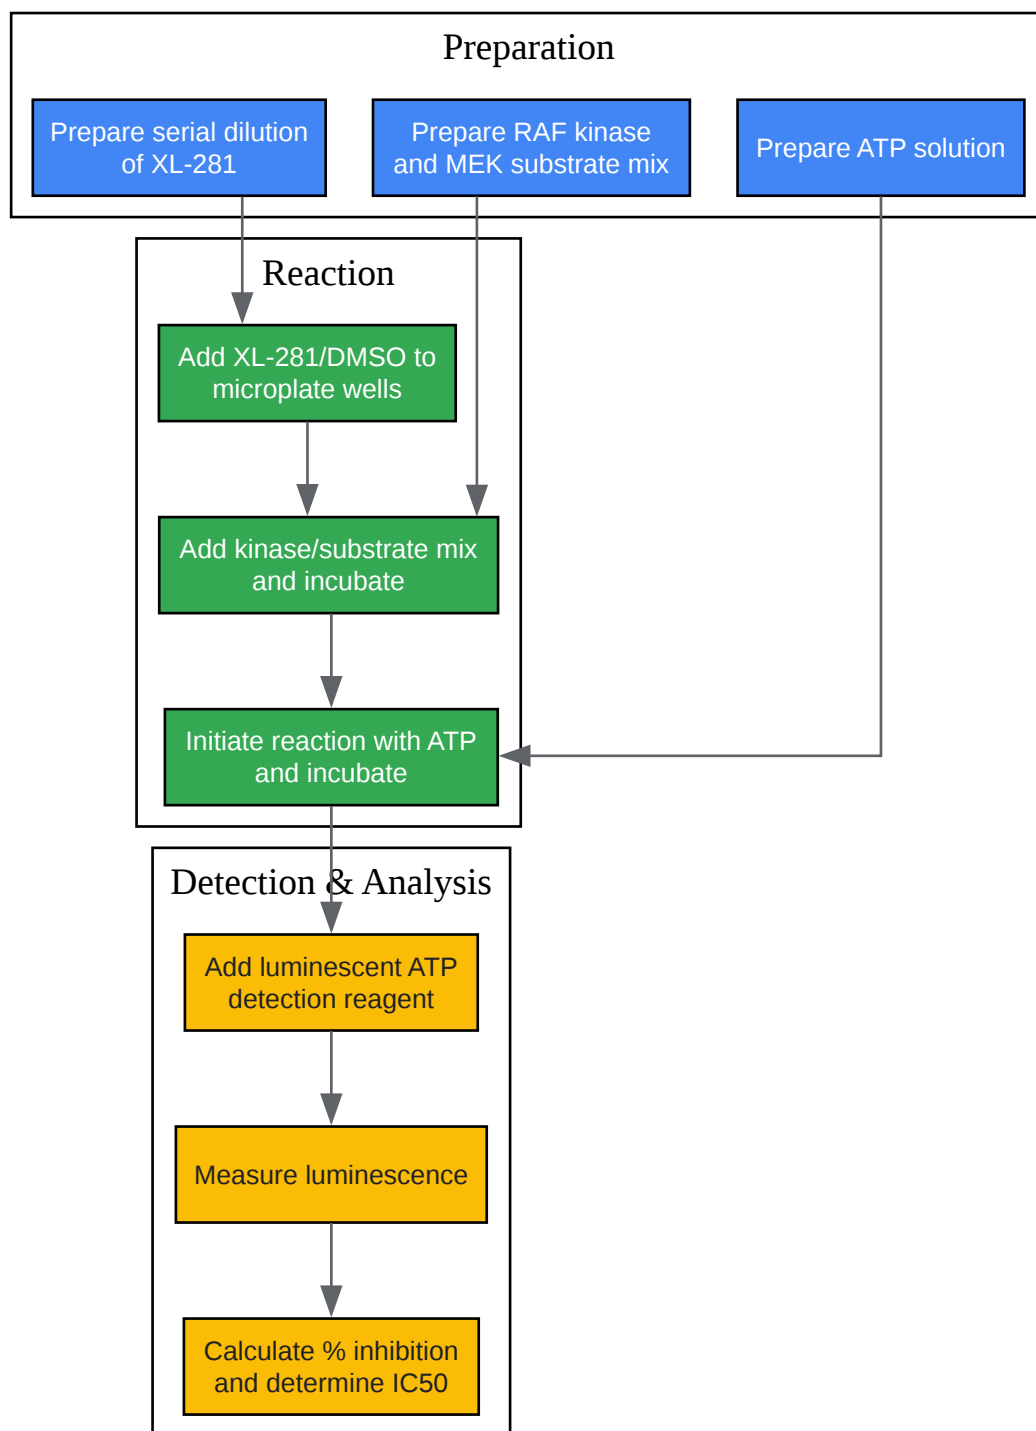 Preparation
Prepare serial dilution
of XL-281
Prepare RAF kinase
and MEK substrate mix
Prepare ATP solution
Reaction
Add XL-281/DMSO to
microplate wells
Add kinase/substrate mix
and incubate
Initiate reaction with ATP
and incubate
Detection & Analysis
Add luminescent ATP
detection reagent
Measure luminescence
Calculate % inhibition
and determine IC50